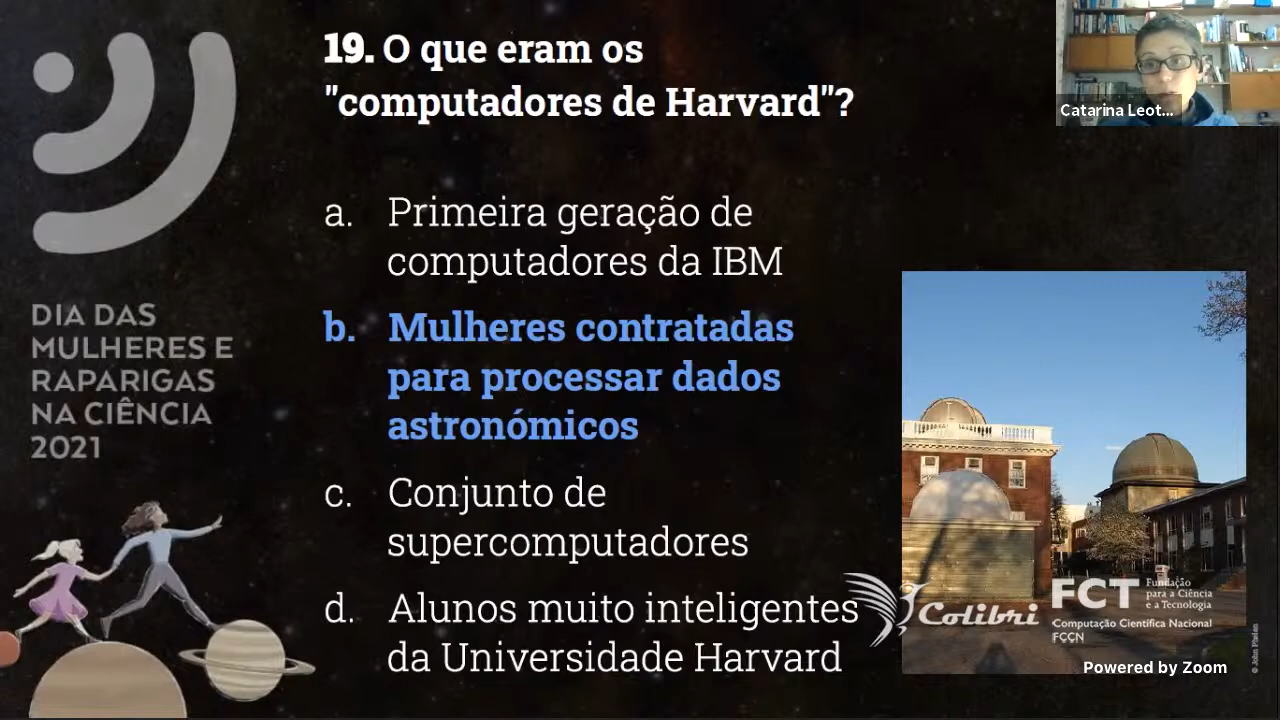 19. O que eram os
"computadores de Harvard"?
Catarina Leot...
a. Primeira geração de
computadores da IBM
b. Mulheres contratadas
para processar dados
astronómicos
c. Conjunto de
supercomputadores
d. Alunos muito inteligentes
da Universidade Harvard
DIA DAS
MULHERES E
RAPARIGAS
NA CIÊNCIA
2021
Colibri
FCT Fundação
para a Ciência
e a Tecnologia
Computação Científica Nacional
FCCN
Powered by Zoom
© John Phelan